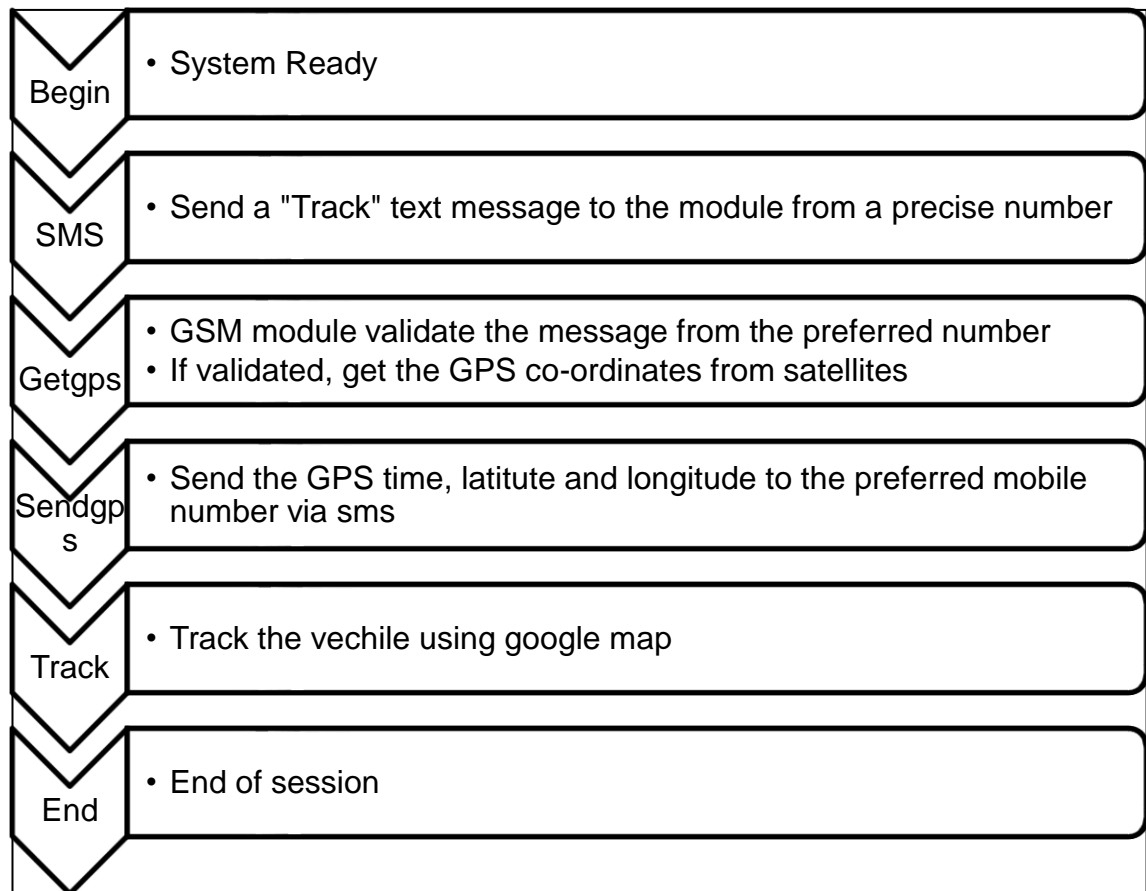 Begin
• System Ready
SMS
• Send a "Track" text message to the module from a precise number
Getgps
• GSM module validate the message from the preferred number
• If validated, get the GPS co-ordinates from satellites
Sendgp
s
• Send the GPS time, latitute and longitude to the preferred mobile
number via sms
Track
• Track the vechile using google map
End
• End of session